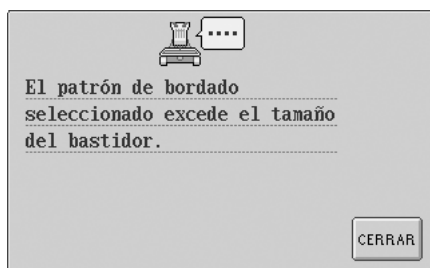 El patrón de bordado
seleccionado excede el tamaño
del bastidor.
CERRAR